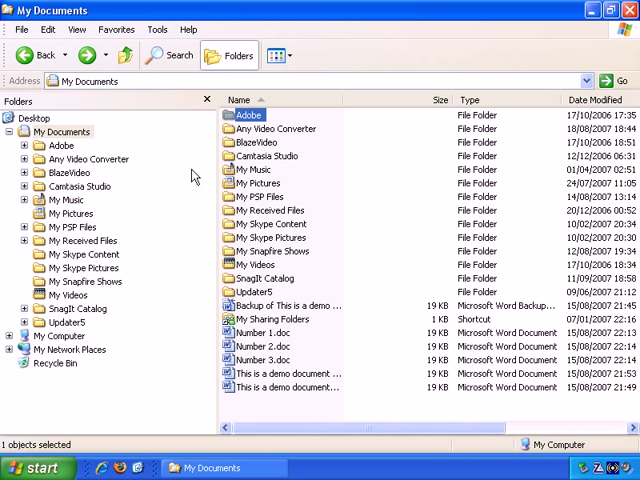 My Documents
File Edit View Favorites Tools Help
Back Search Folders
Address My Documents Go
Folders
Desktop
My Documents
Adobe
Any Video Converter
BlazeVideo
Camtasia Studio
My Music
My Pictures
My PSP Files
My Received Files
My Skype Content
My Skype Pictures
My Snapfire Shows
My Videos
SnagIt Catalog
Updater5
My Computer
My Network Places
Recycle Bin
Name Size Type Date Modified
Adobe File Folder 17/10/2006 17:35
Any Video Converter File Folder 18/08/2007 18:44
BlazeVideo File Folder 17/10/2006 18:51
Camtasia Studio File Folder 12/12/2006 06:31
My Music File Folder 01/04/2007 02:51
My Pictures File Folder 24/07/2007 11:05
My PSP Files File Folder 14/08/2007 13:14
My Received Files File Folder 20/12/2006 00:52
My Skype Content File Folder 10/02/2007 20:34
My Skype Pictures File Folder 10/02/2007 20:30
My Snapfire Shows File Folder 12/08/2007 13:38
My Videos File Folder 17/10/2006 18:34
SnagIt Catalog File Folder 11/09/2007 18:58
Updater5 File Folder 09/06/2007 21:12
Backup of This is a demo ... 19 KB Microsoft Word Backup... 15/08/2007 21:45
My Sharing Folders 1 KB Shortcut 07/01/2007 22:16
Number 1.doc 19 KB Microsoft Word Document 15/08/2007 22:13
Number 2.doc 19 KB Microsoft Word Document 15/08/2007 22:14
Number 3.doc 19 KB Microsoft Word Document 15/08/2007 22:14
This is a demo document ... 19 KB Microsoft Word Document 15/08/2007 21:53
This is a demo document... 19 KB Microsoft Word Document 15/08/2007 21:49
1 objects selected My Computer
start My Documents